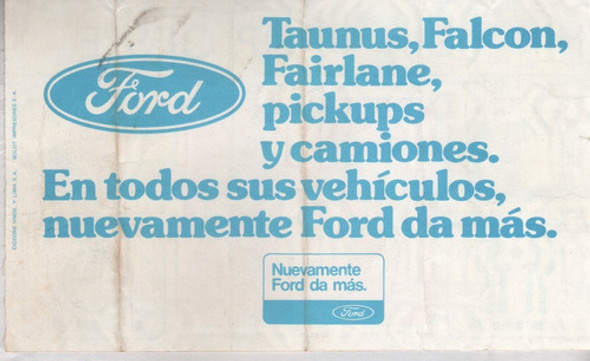 Taunus, Falcon,
Fairlane,
pickups
y camiones.
Ford
En todos sus vehículos,
nuevamente Ford da más.
Nuevamente
Ford da más.
Ford